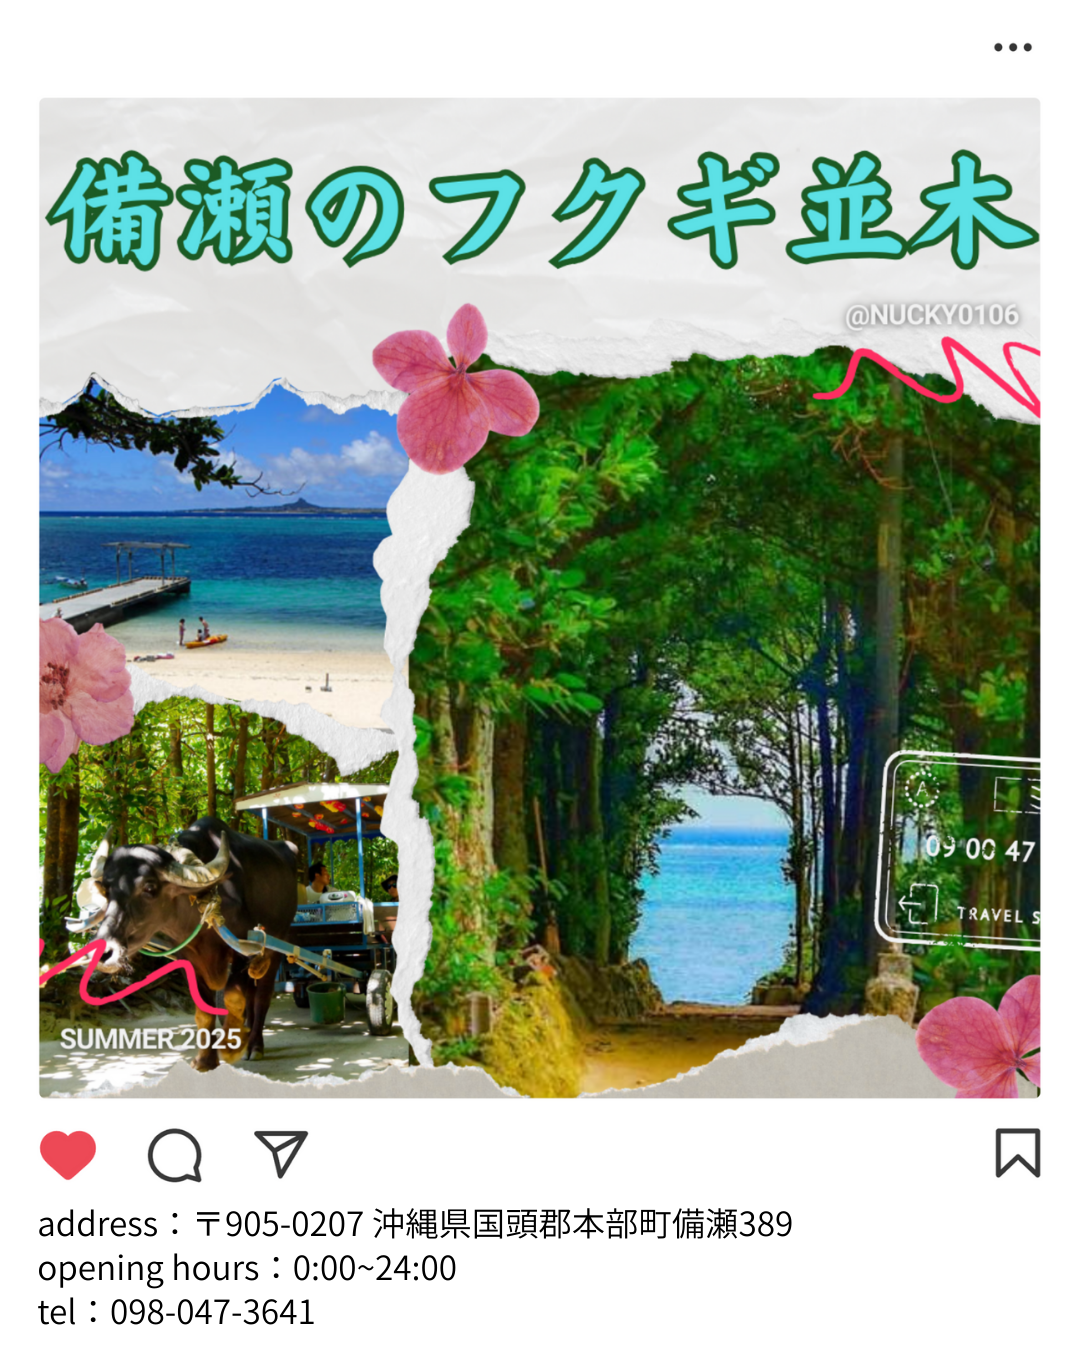 備瀬のフクギ並木
@NUCKY0106
A
09 00 47
TRAVEL S
SUMMER 2025
address：〒905-0207 沖縄県国頭郡本部町備瀬389
opening hours：0:00~24:00
tel：098-047-3641